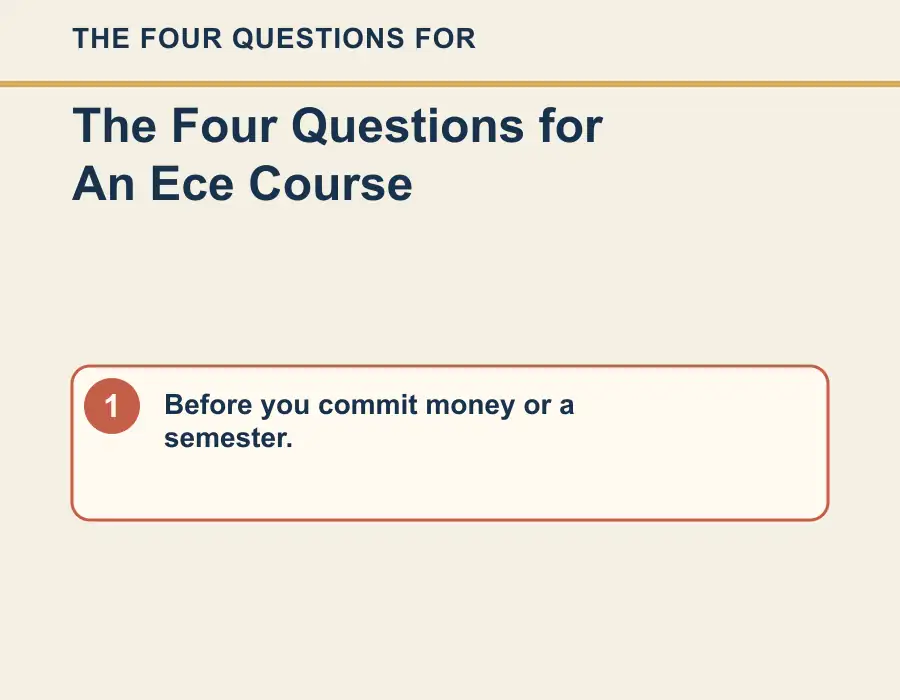 THE FOUR QUESTIONS FOR
The Four Questions for
An Ece Course
1
Before you commit money or a
semester.